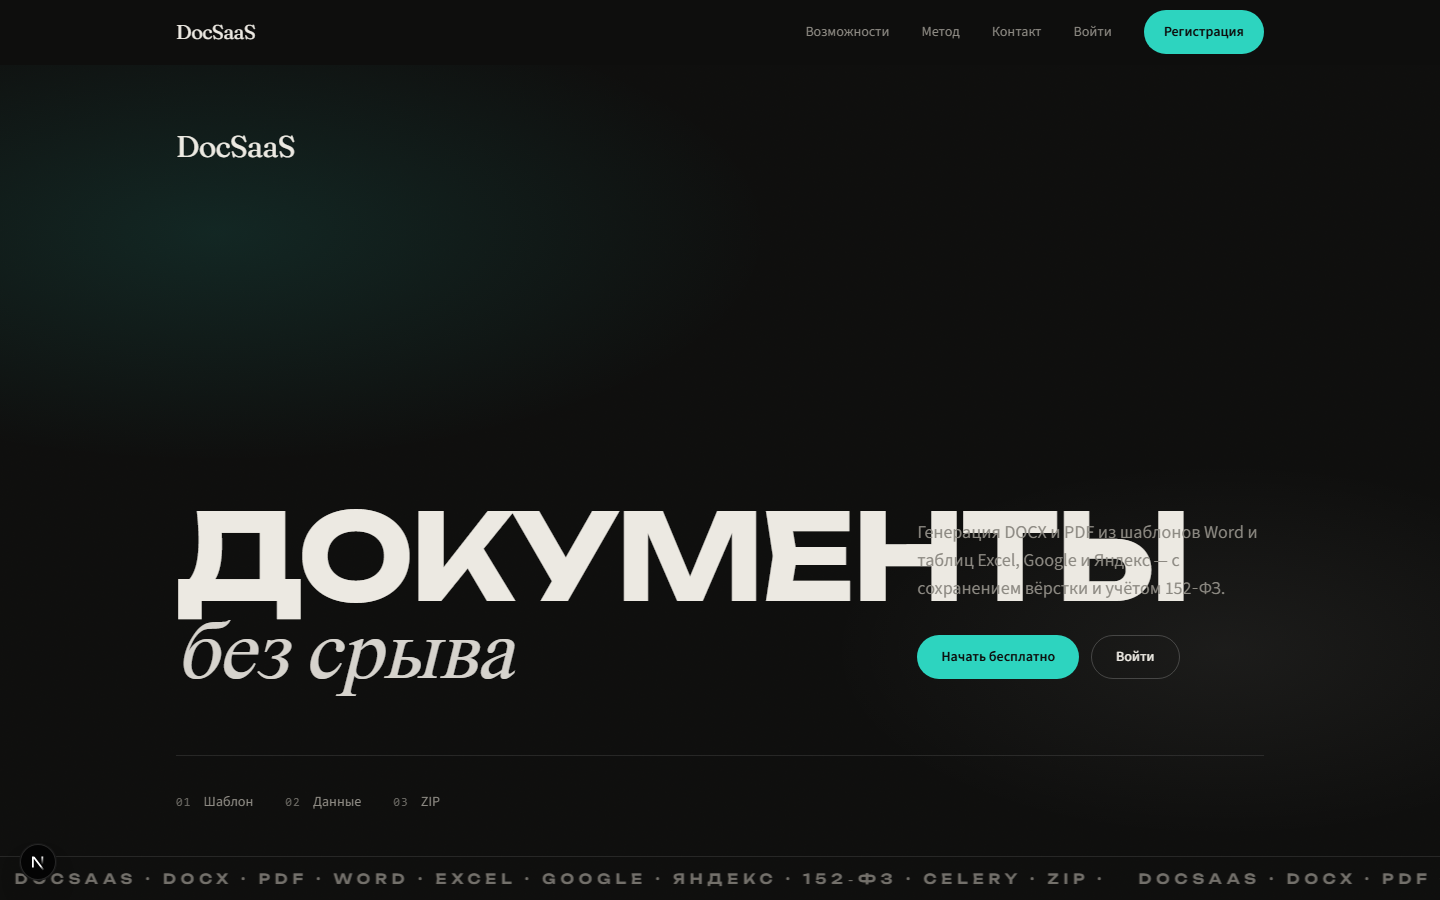 DocSaaS
Возможности Метод Контакт Войти Регистрация
DocSaaS
ДОКУМЕНТЫ
без срыва
Генерация DOCX и PDF из шаблонов Word и
таблиц Excel, Google и Яндекс — с
сохранением вёрстки и учётом 152-ФЗ.
Начать бесплатно Войти
01 Шаблон 02 Данные 03 ZIP
N
DOCSAAS · DOCX · PDF · WORD · EXCEL · GOOGLE · ЯНДЕКС · 152-ФЗ · CELERY · ZIP · DOCSAAS · DOCX · PDF